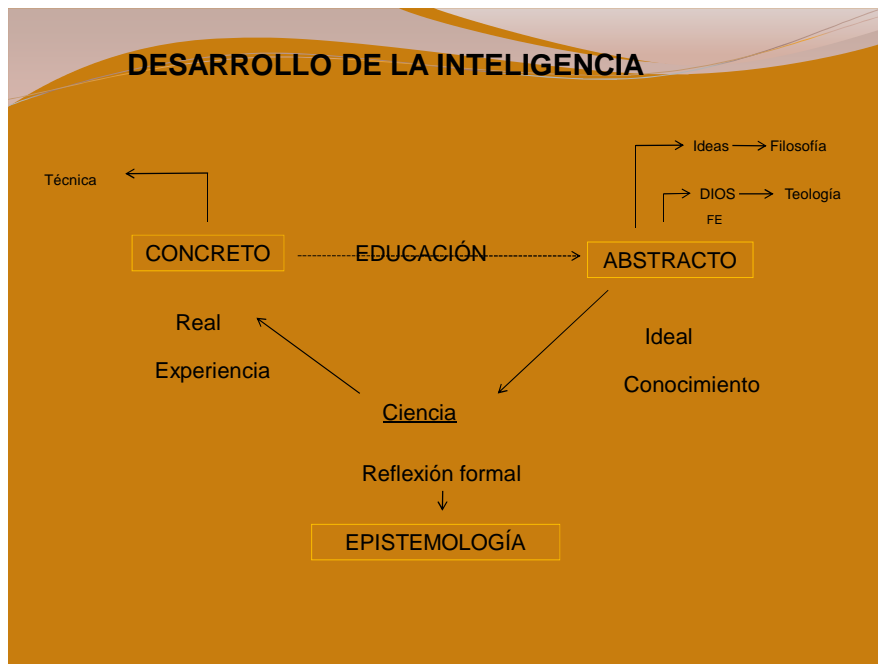 DESARROLLO DE LA INTELIGENCIA
Ideas Filosofía
Técnica
DIOS Teología
FE
CONCRETO EDUCACIÓN ABSTRACTO
Real
Ideal
Experiencia
Conocimiento
Ciencia
Reflexión formal
EPISTEMOLOGÍA